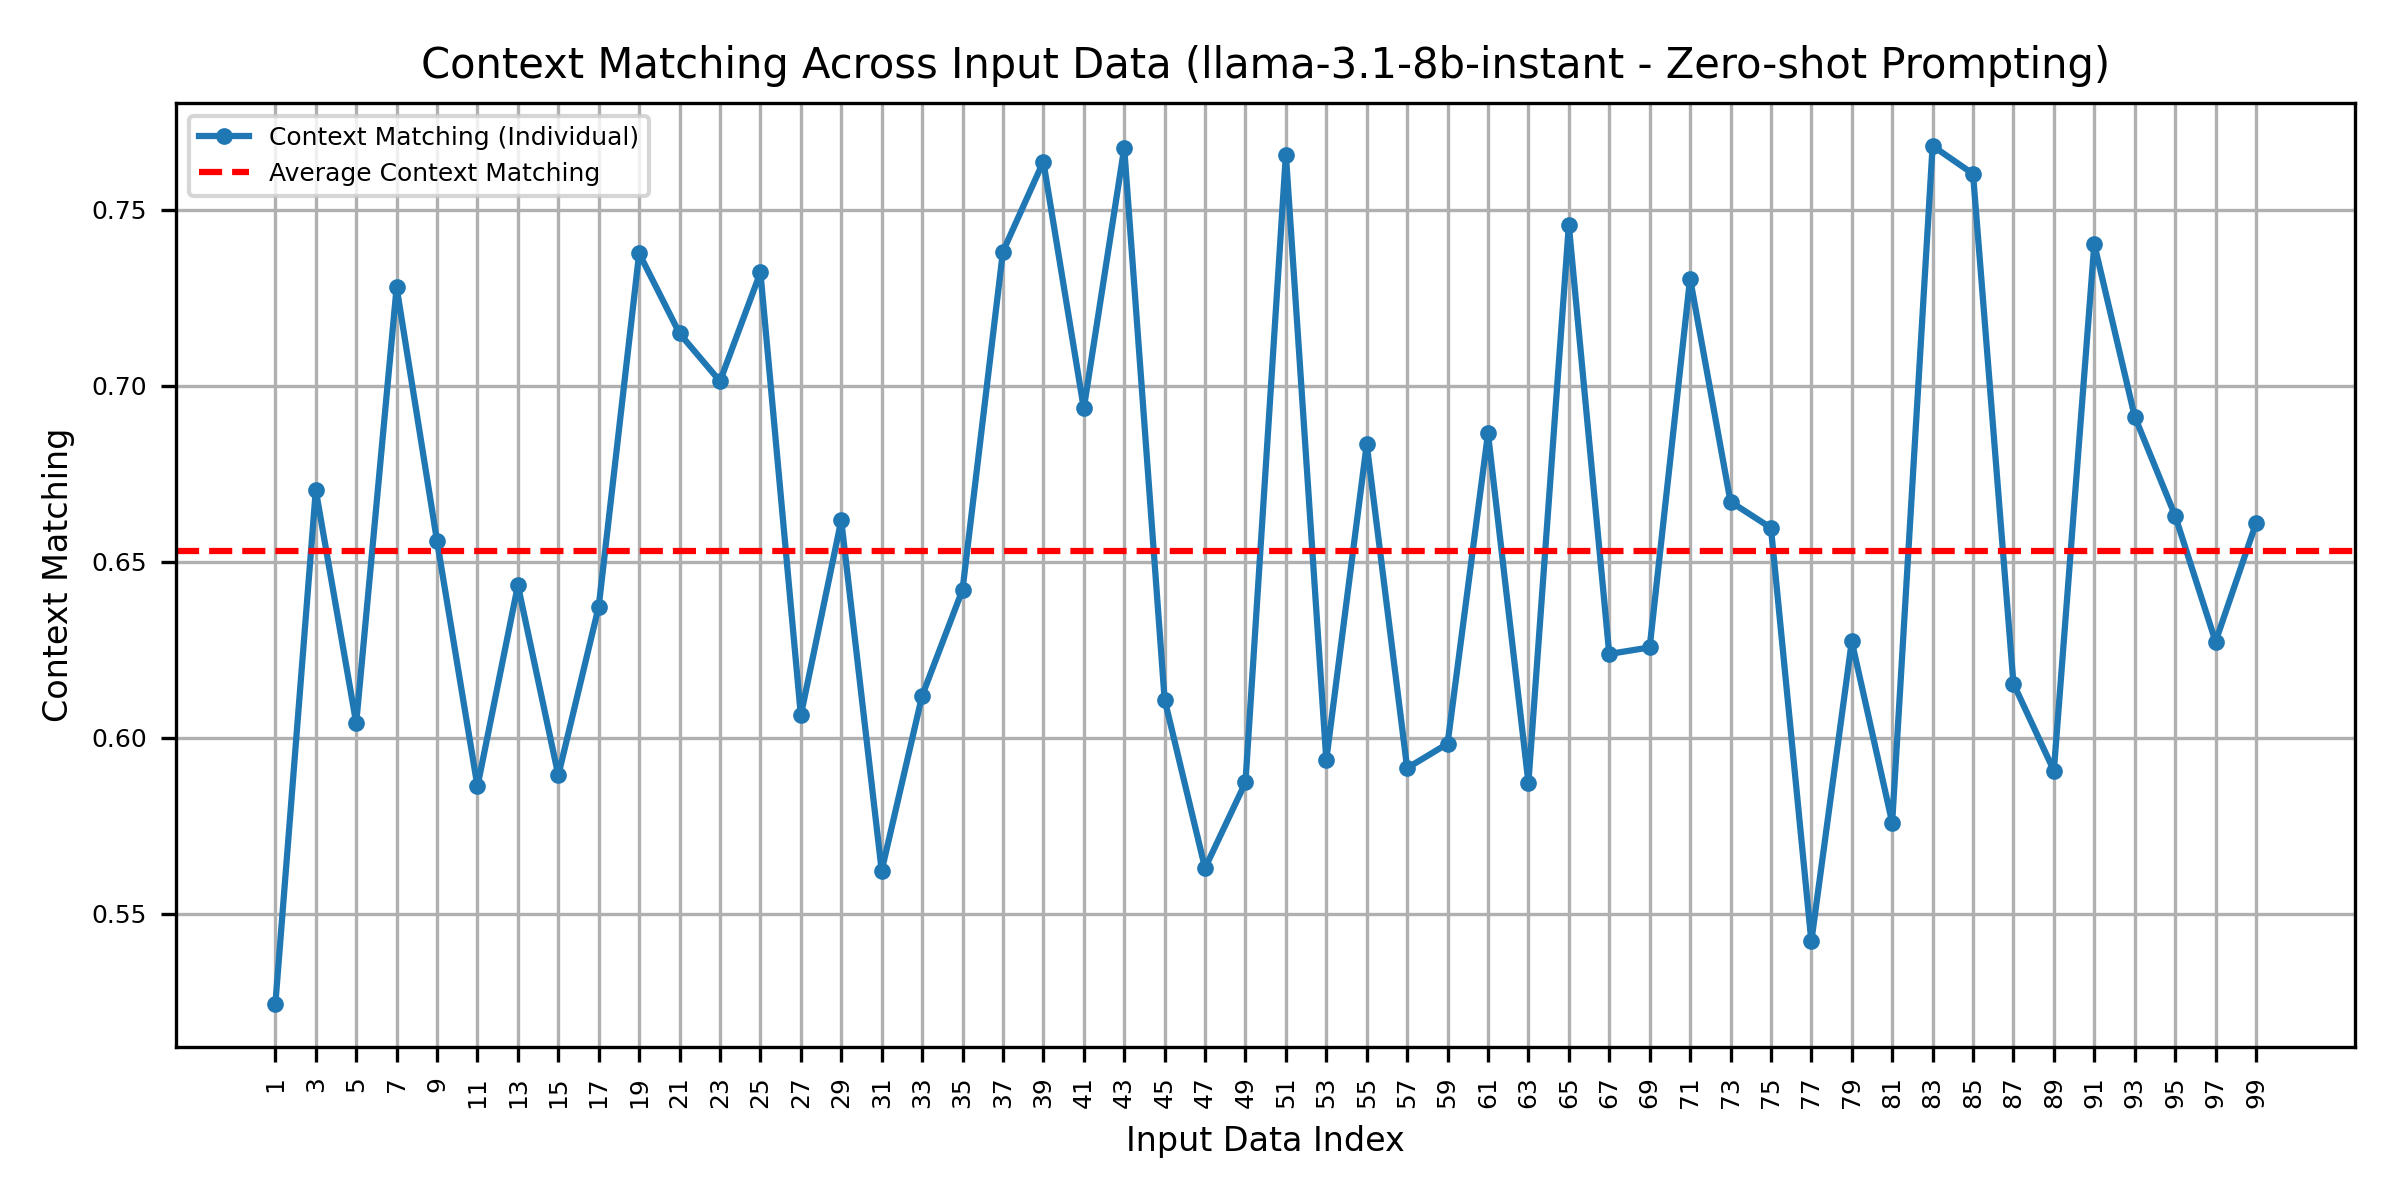 Context Matching Across Input Data (llama-3.1-8b-instant - Zero-shot Prompting)
Context Matching (Individual)
Average Context Matching
Context Matching
0.75
0.70
0.65
0.60
0.55
1 3 5 7 9 11 13 15 17 19 21 23 25 27 29 31 33 35 37 39 41 43 45 47 49 51 53 55 57 59 61 63 65 67 69 71 73 75 77 79 81 83 85 87 89 91 93 95 97 99
Input Data Index